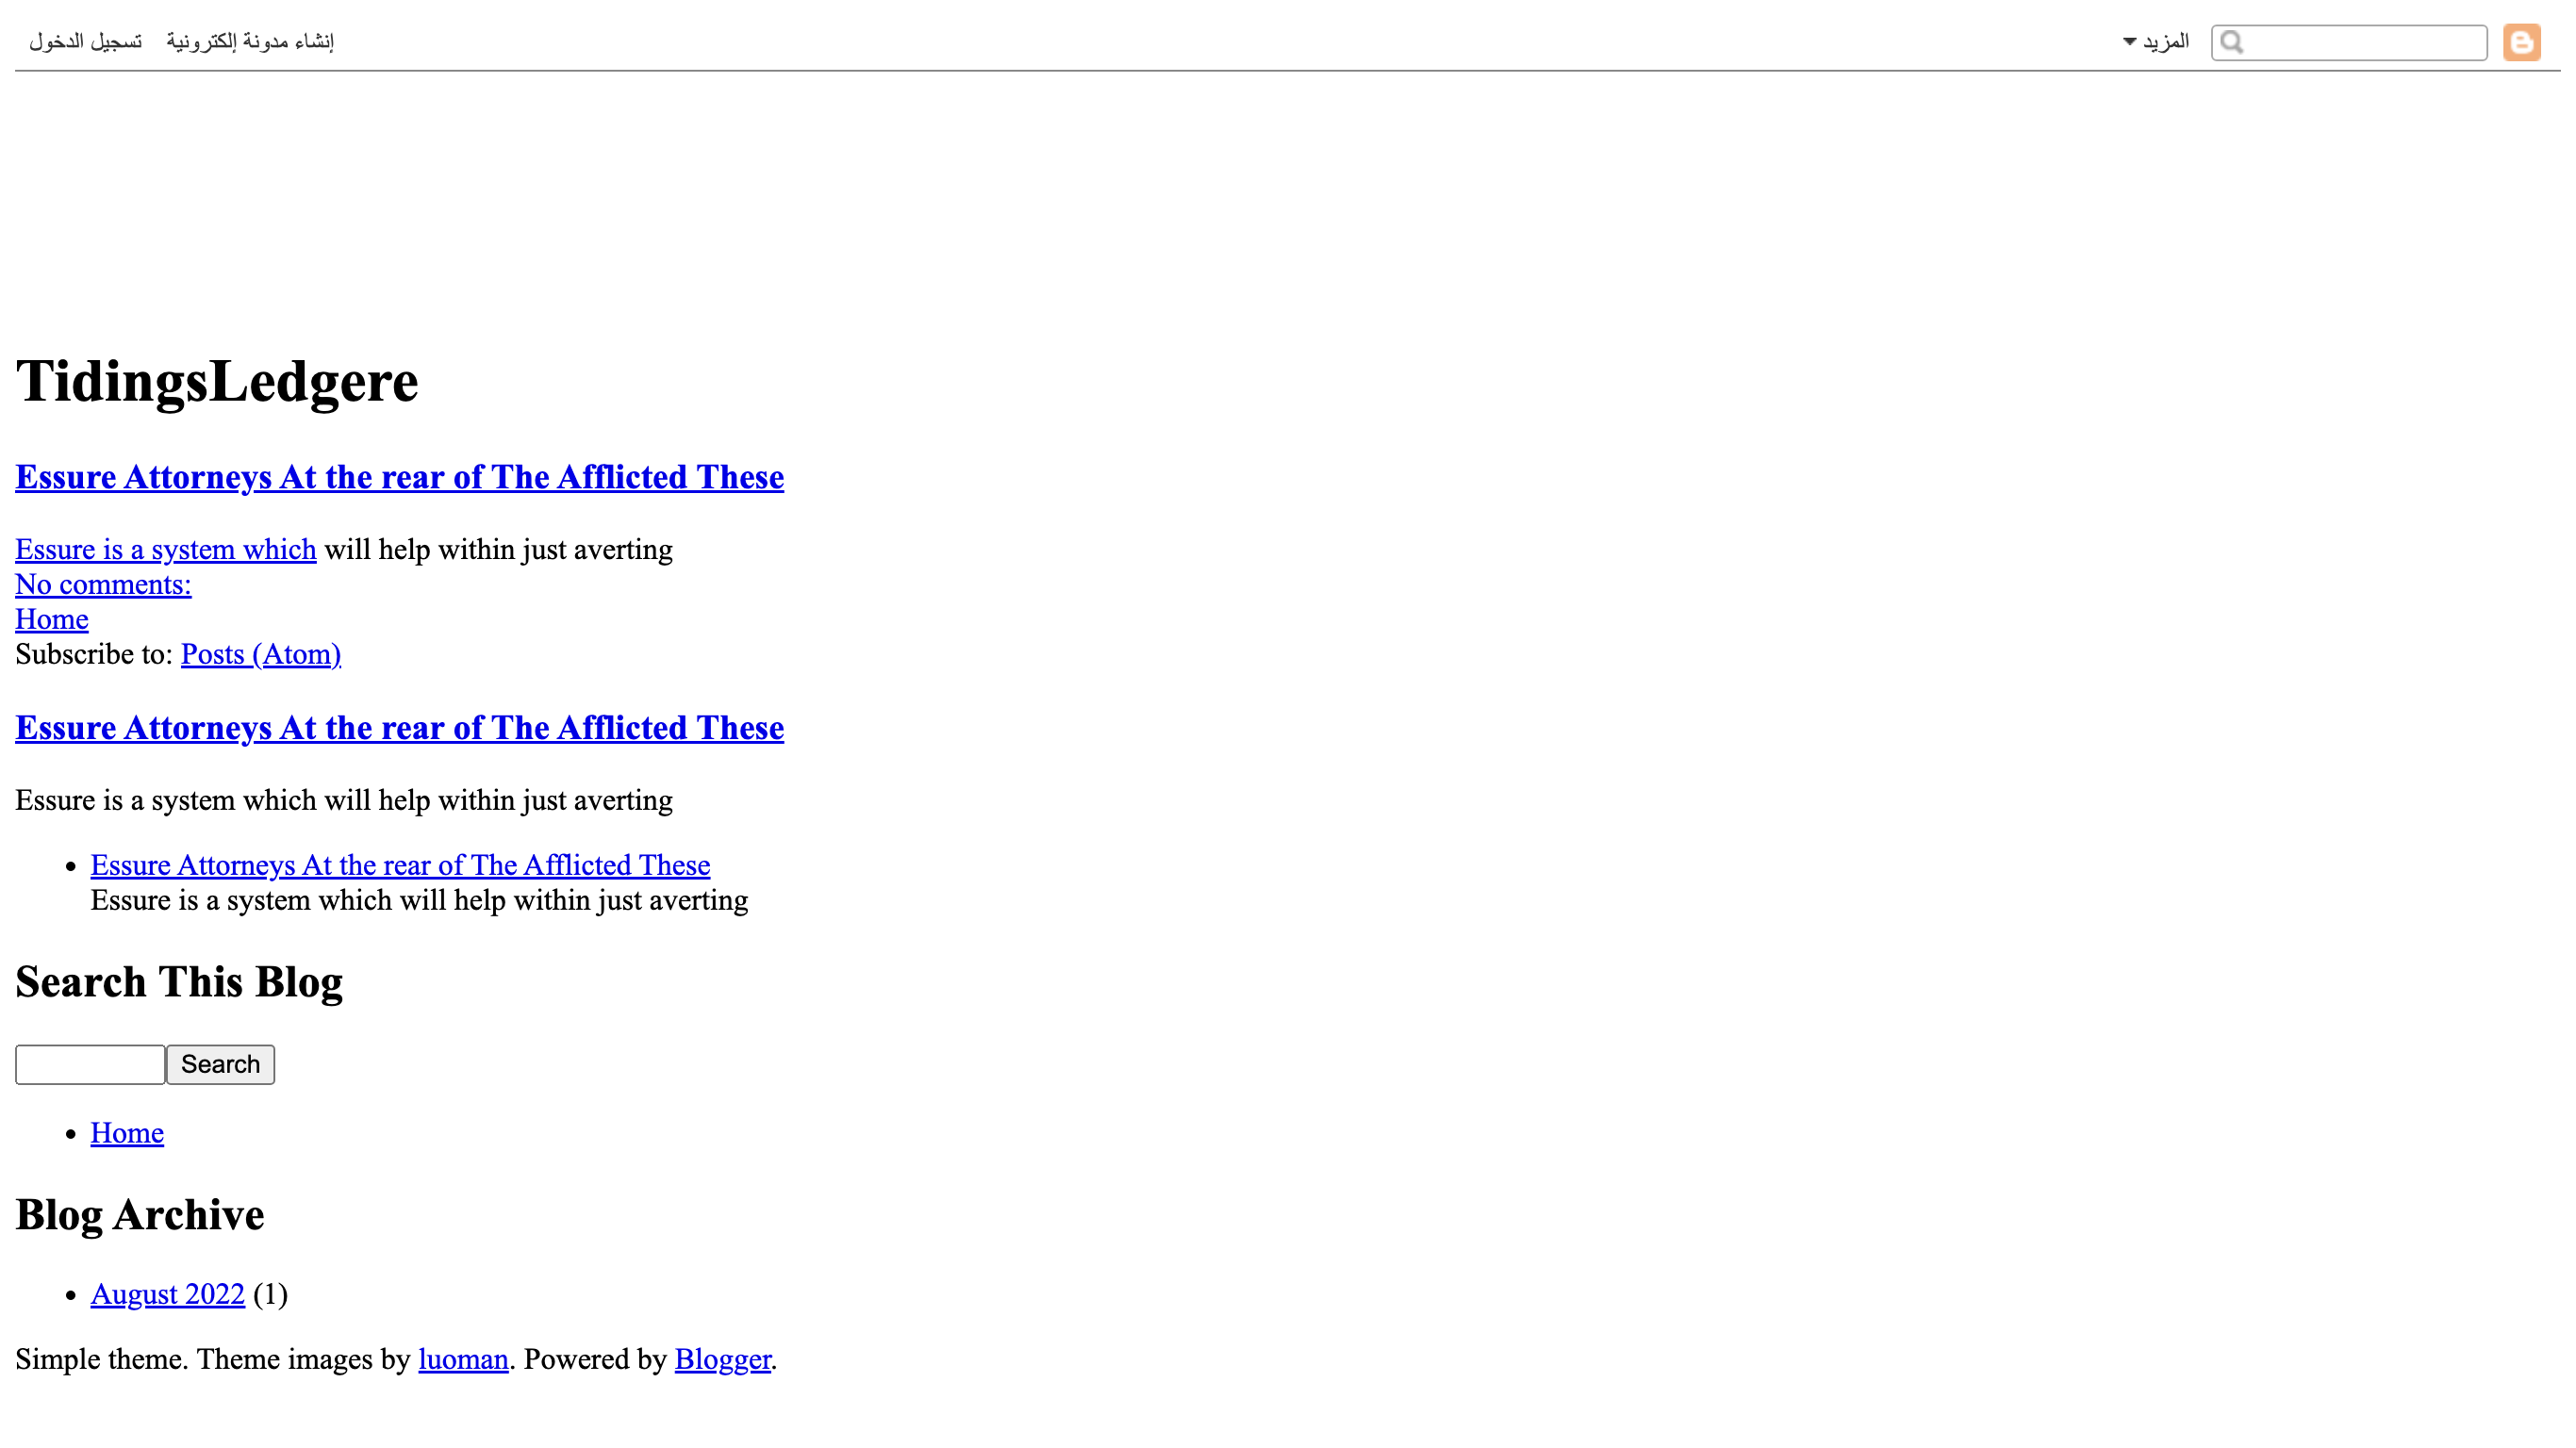 تسجيل الدخول إنشاء مدونة إلكترونية المزيد
TidingsLedgere
Essure Attorneys At the rear of The Afflicted These
Essure is a system which will help within just averting
No comments:
Home
Subscribe to: Posts (Atom)
Essure Attorneys At the rear of The Afflicted These
Essure is a system which will help within just averting
Essure Attorneys At the rear of The Afflicted These
Essure is a system which will help within just averting
Search This Blog
Search
Home
Blog Archive
August 2022 (1)
Simple theme. Theme images by luoman. Powered by Blogger.